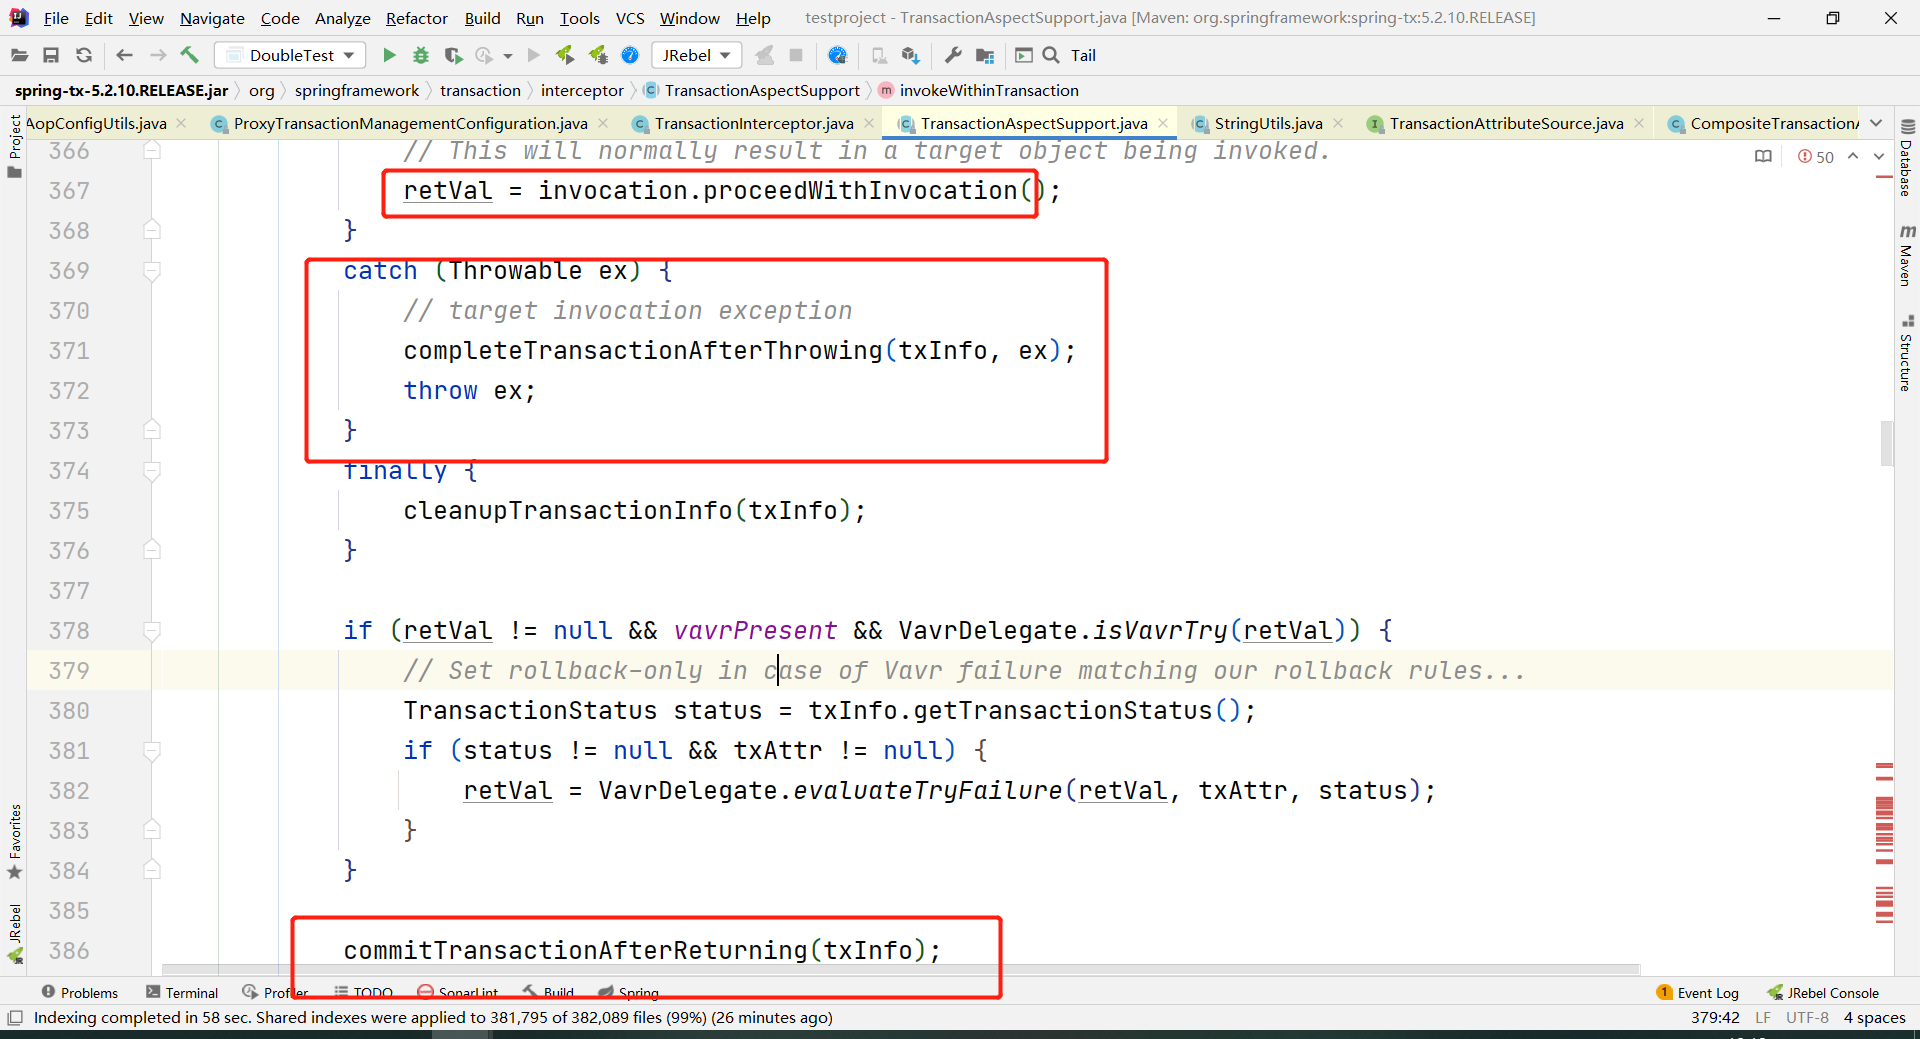 File Edit View Navigate Code Analyze Refactor Build Run Tools VCS Window Help testproject - TransactionAspectSupport.java [Maven: org.springframework:spring-tx:5.2.10.RELEASE]
DoubleTest JRebel Tail
spring-tx-5.2.10.RELEASE.jar org springframework transaction interceptor TransactionAspectSupport invokeWithinTransaction
AopConfigUtils.java ProxyTransactionManagementConfiguration.java TransactionInterceptor.java TransactionAspectSupport.java StringUtils.java TransactionAttributeSource.java CompositeTransactionA
50
366 // This will normally result in a target object being invoked.
367 retVal = invocation.proceedWithInvocation();
368 }
369 catch (Throwable ex) {
370 // target invocation exception
371 completeTransactionAfterThrowing(txInfo, ex);
372 throw ex;
373 }
374 finally {
375 cleanupTransactionInfo(txInfo);
376 }
377
378 if (retVal != null && vavrPresent && VavrDelegate.isVavrTry(retVal)) {
379 // Set rollback-only in case of Vavr failure matching our rollback rules...
380 TransactionStatus status = txInfo.getTransactionStatus();
381 if (status != null && txAttr != null) {
382 retVal = VavrDelegate.evaluateTryFailure(retVal, txAttr, status);
383 }
384 }
385
386 commitTransactionAfterReturning(txInfo);
Project
Favorites
JRebel
Database
Maven
Structure
Problems Terminal Profiler TODO SonarLint Build Spring 1 Event Log JRebel Console
Indexing completed in 58 sec. Shared indexes were applied to 381,795 of 382,089 files (99%) (26 minutes ago) 379:42 LF UTF-8 4 spaces